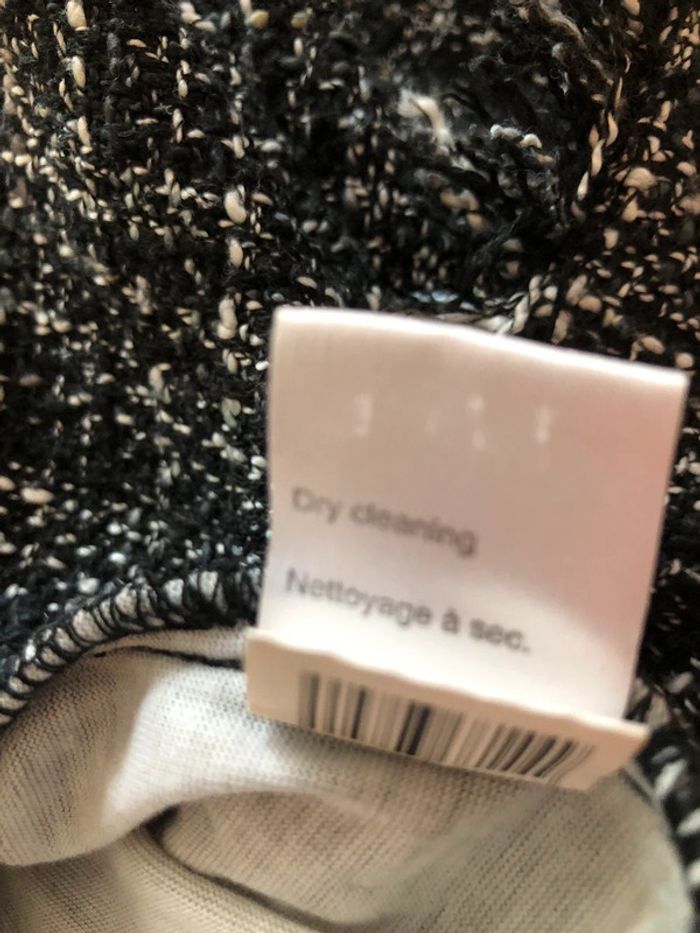 Dry cleaning
Nettoyage à sec.